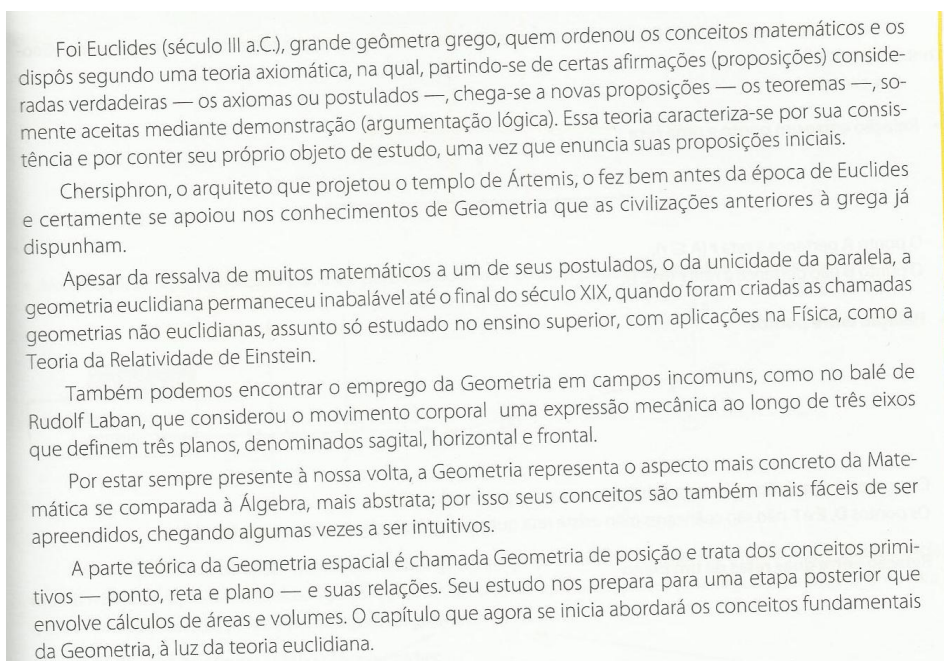 Foi Euclides (século III a.C.), grande geômetra grego, quem ordenou os conceitos matemáticos e os
dispôs segundo uma teoria axiomática, na qual, partindo-se de certas afirmações (proposições) conside-
radas verdadeiras — os axiomas ou postulados —, chega-se a novas proposições — os teoremas —, so-
mente aceitas mediante demonstração (argumentação lógica). Essa teoria caracteriza-se por sua consis-
tência e por conter seu próprio objeto de estudo, uma vez que enuncia suas proposições iniciais.
Chersiphron, o arquiteto que projetou o templo de Ártemis, o fez bem antes da época de Euclides
e certamente se apoiou nos conhecimentos de Geometria que as civilizações anteriores à grega já
dispunham.
Apesar da ressalva de muitos matemáticos a um de seus postulados, o da unicidade da paralela, a
geometria euclidiana permaneceu inabalável até o final do século XIX, quando foram criadas as chamadas
geometrias não euclidianas, assunto só estudado no ensino superior, com aplicações na Física, como a
Teoria da Relatividade de Einstein.
Também podemos encontrar o emprego da Geometria em campos incomuns, como no balé de
Rudolf Laban, que considerou o movimento corporal uma expressão mecânica ao longo de três eixos
que definem três planos, denominados sagital, horizontal e frontal.
Por estar sempre presente à nossa volta, a Geometria representa o aspecto mais concreto da Mate-
mática se comparada à Álgebra, mais abstrata; por isso seus conceitos são também mais fáceis de ser
apreendidos, chegando algumas vezes a ser intuitivos.
A parte teórica da Geometria espacial é chamada Geometria de posição e trata dos conceitos primi-
tivos — ponto, reta e plano — e suas relações. Seu estudo nos prepara para uma etapa posterior que
envolve cálculos de áreas e volumes. O capítulo que agora se inicia abordará os conceitos fundamentais
da Geometria, à luz da teoria euclidiana.